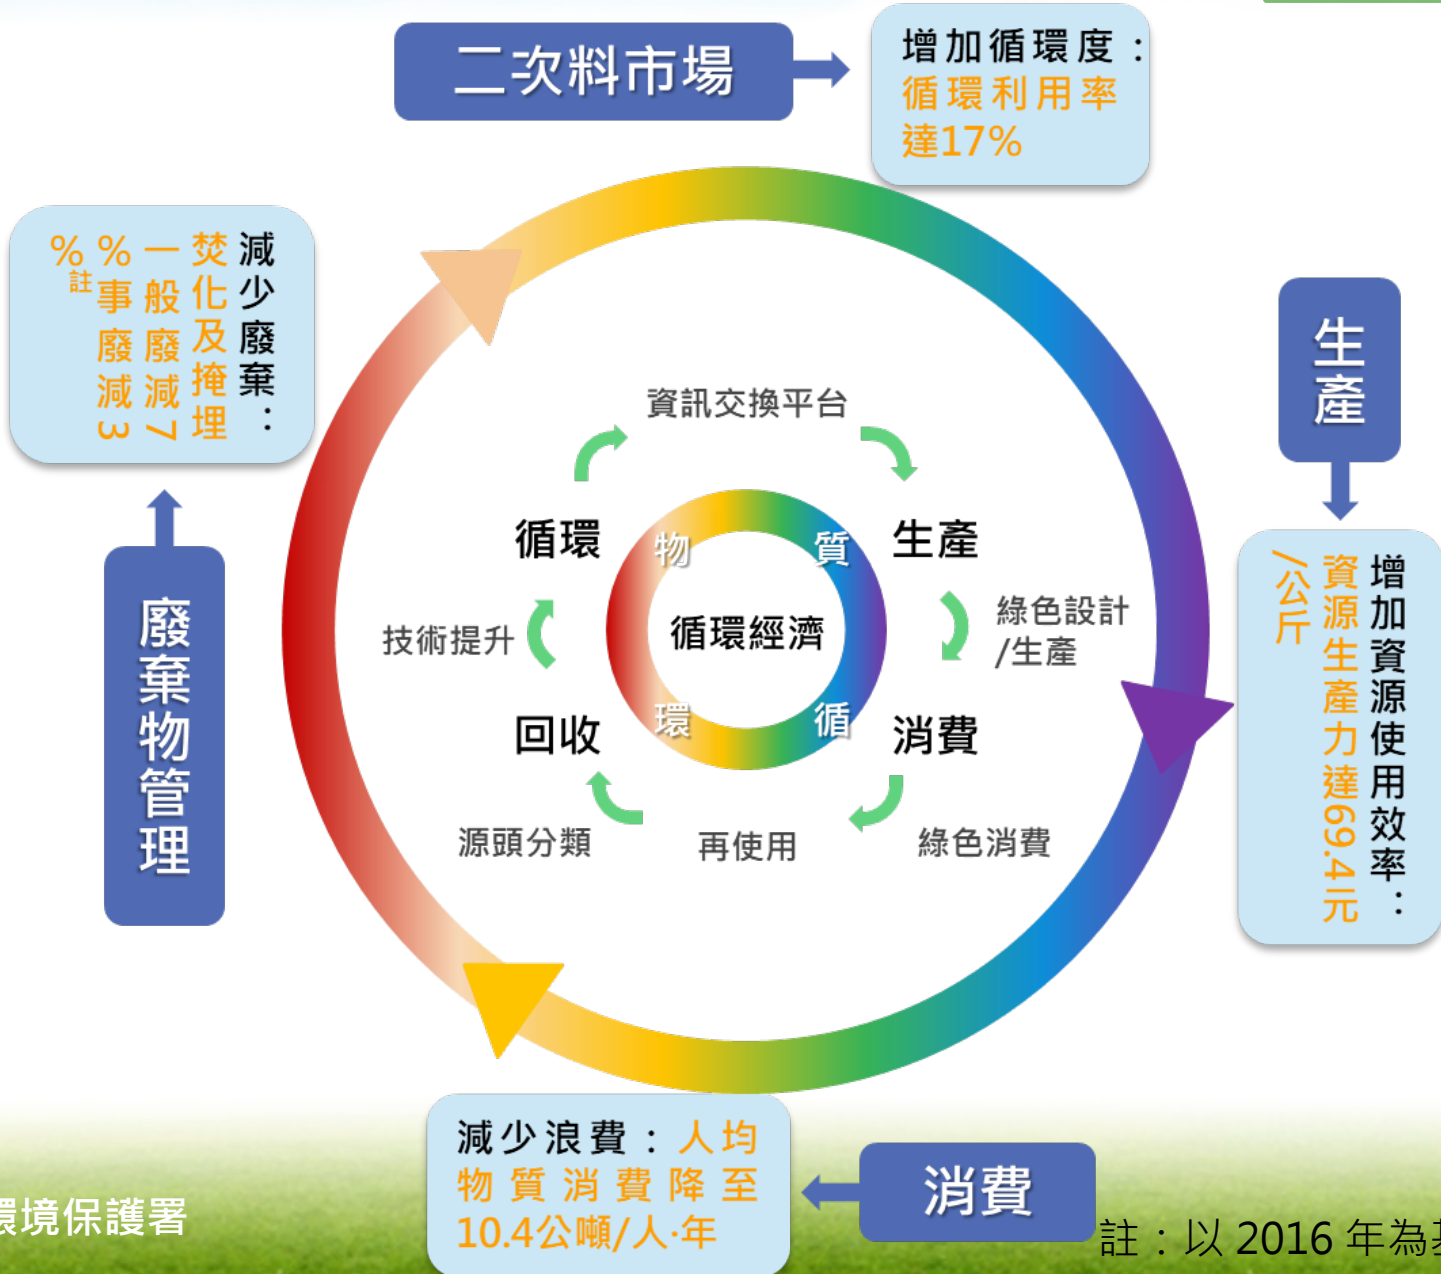 二次料市場
增加循環度：
循環利用率
達17%
減少廢棄：
焚化及掩埋
一般廢減7
%事廢減3
%註
廢棄物管理
生產
增加資源使用效率：
資源生產力達69.4元
/公斤
資訊交換平台
循環
生產
物
質
循環經濟
技術提升
綠色設計
/生產
環
循
回收
消費
源頭分類
再使用
綠色消費
減少浪費：人均
物質消費降至
10.4公噸/人·年
消費
環境保護署
註：以 2016 年為